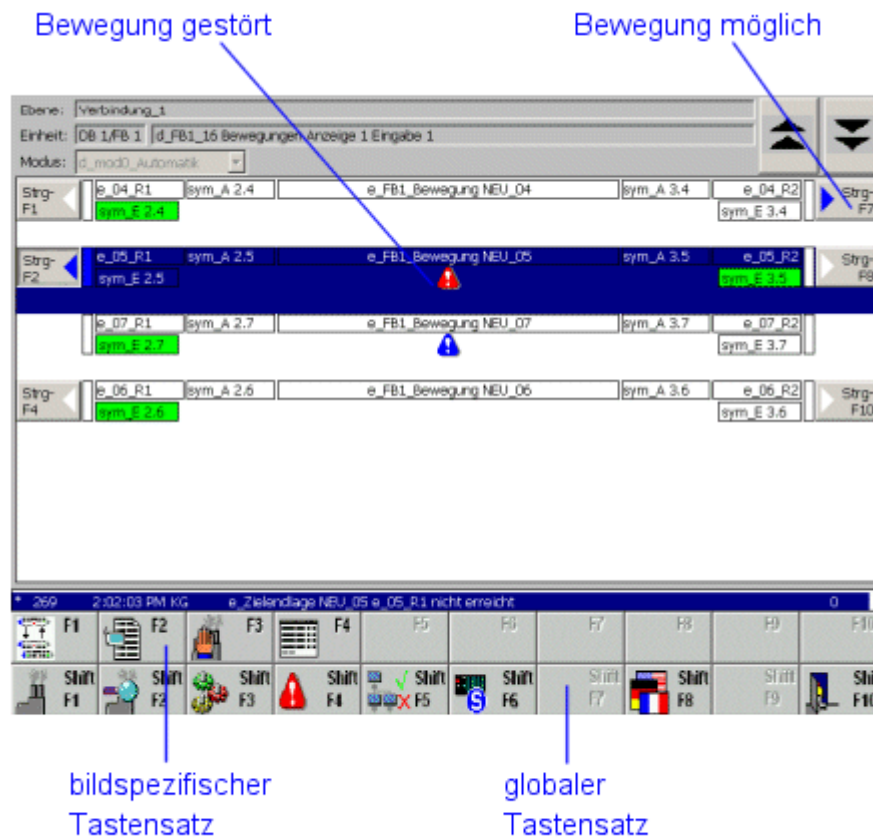 Bewegung gestört
Bewegung möglich
Ebene: Verbindung_1
Einheit: DB 1/FB 1 d_FB1_16 Bewegungen Anzeige 1 Eingabe 1
Modus: d_mod0_Automatik
Strg-F1 e_04_R1 sym_A 2.4 e_FB1_Bewegung NEU_04 sym_A 3.4 e_04_R2 Strg-F7
sym_E 2.4 sym_E 3.4
Strg-F2 e_05_R1 sym_A 2.5 e_FB1_Bewegung NEU_05 sym_A 3.5 e_05_R2 Strg-F8
sym_E 2.5 sym_E 3.5
e_07_R1 sym_A 2.7 e_FB1_Bewegung NEU_07 sym_A 3.7 e_07_R2
sym_E 2.7 sym_E 3.7
Strg-F4 e_06_R1 sym_A 2.6 e_FB1_Bewegung NEU_06 sym_A 3.6 e_06_R2 Strg-F10
sym_E 2.6 sym_E 3.6
* 269 2:02:03 PM KG e_Zielendlage NEU_05 e_05_R1 nicht erreicht 0
F1 F2 F3 F4 F5 F6 F7 F8 F9 F10
Shift F1 Shift F2 Shift F3 Shift F4 Shift F5 S Shift F6 Shift F7 Shift F8 Shift F9 Shi F10
bildspezifischer Tastensatz
globaler Tastensatz